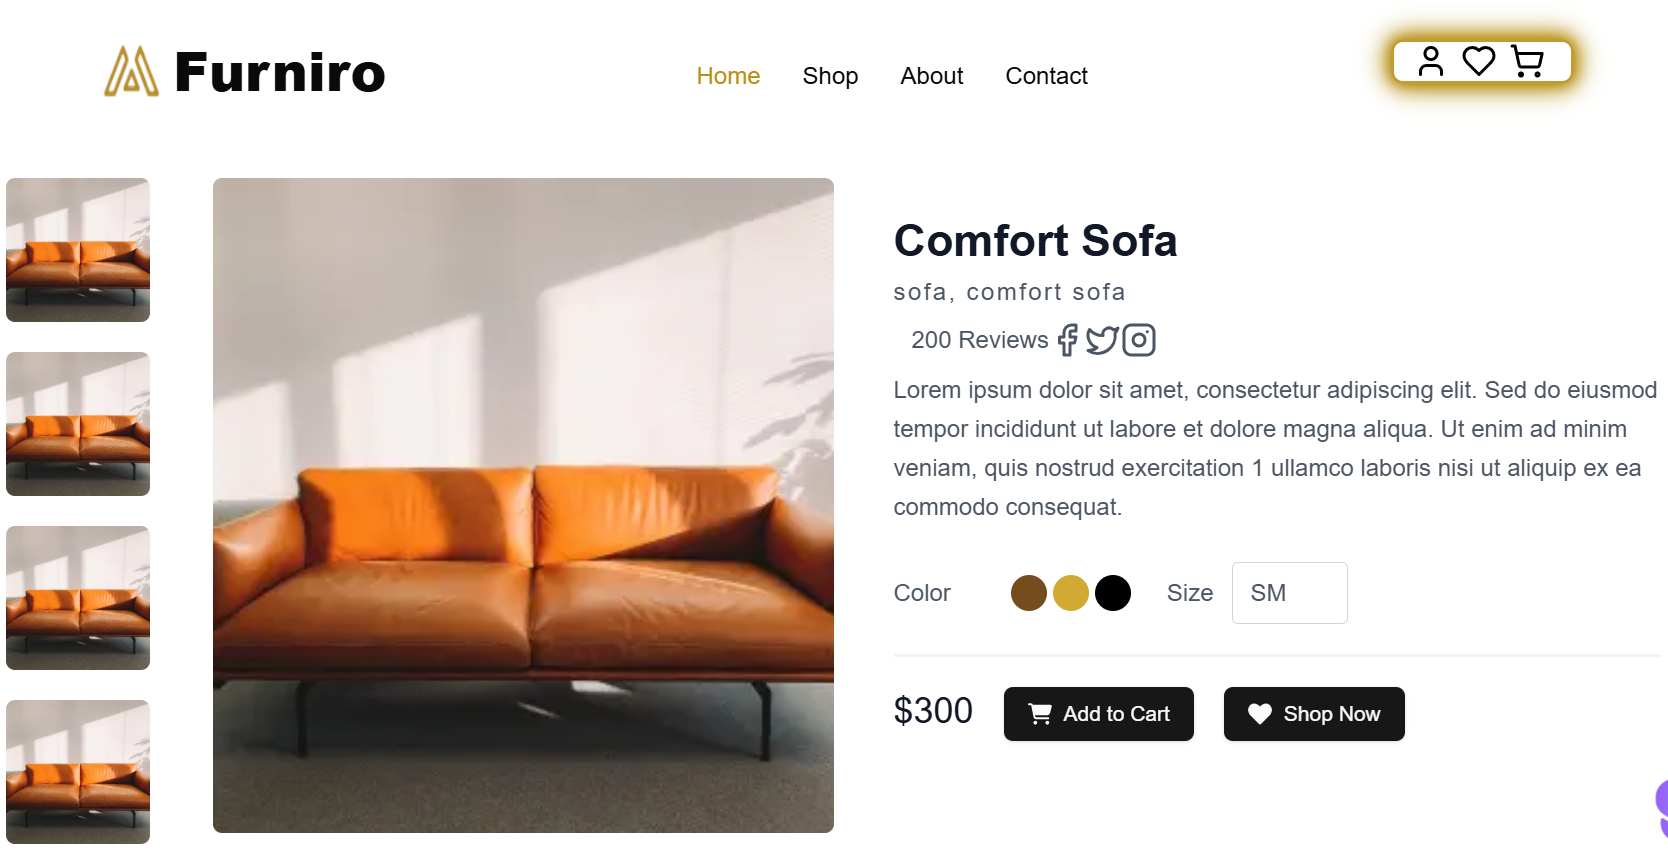 Furniro
Home Shop About Contact
Comfort Sofa
sofa, comfort sofa
200 Reviews
Lorem ipsum dolor sit amet, consectetur adipiscing elit. Sed do eiusmod
tempor incididunt ut labore et dolore magna aliqua. Ut enim ad minim
veniam, quis nostrud exercitation 1 ullamco laboris nisi ut aliquip ex ea
commodo consequat.
Color Size SM
$300 Add to Cart Shop Now